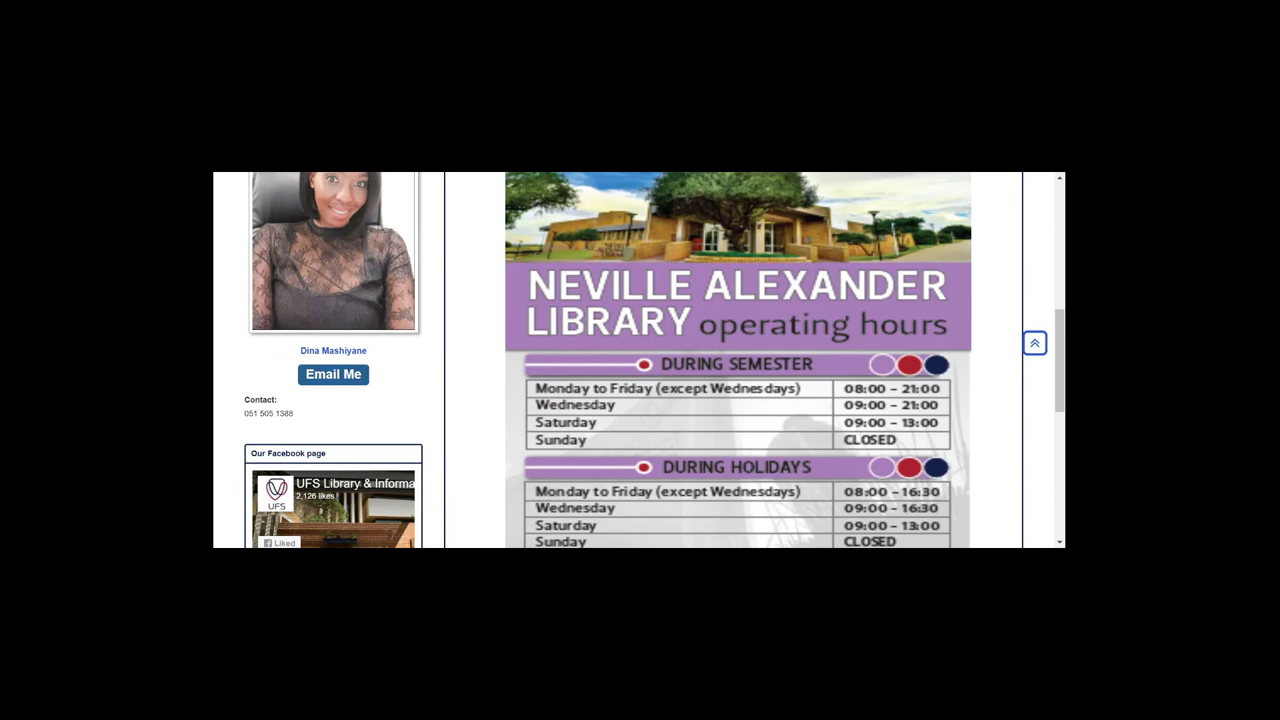 Dina Mashiyane
Email Me
Contact:
051 505 1388
Our Facebook page
UFS Library & Informa
2,126 likes
UFS
Liked
NEVILLE ALEXANDER
LIBRARY operating hours
DURING SEMESTER
Monday to Friday (except Wednesdays) 08:00 – 21:00
Wednesday 09:00 – 21:00
Saturday 09:00 – 13:00
Sunday CLOSED
DURING HOLIDAYS
Monday to Friday (except Wednesdays) 08:00 – 16:30
Wednesday 09:00 – 16:30
Saturday 09:00 – 13:00
Sunday CLOSED